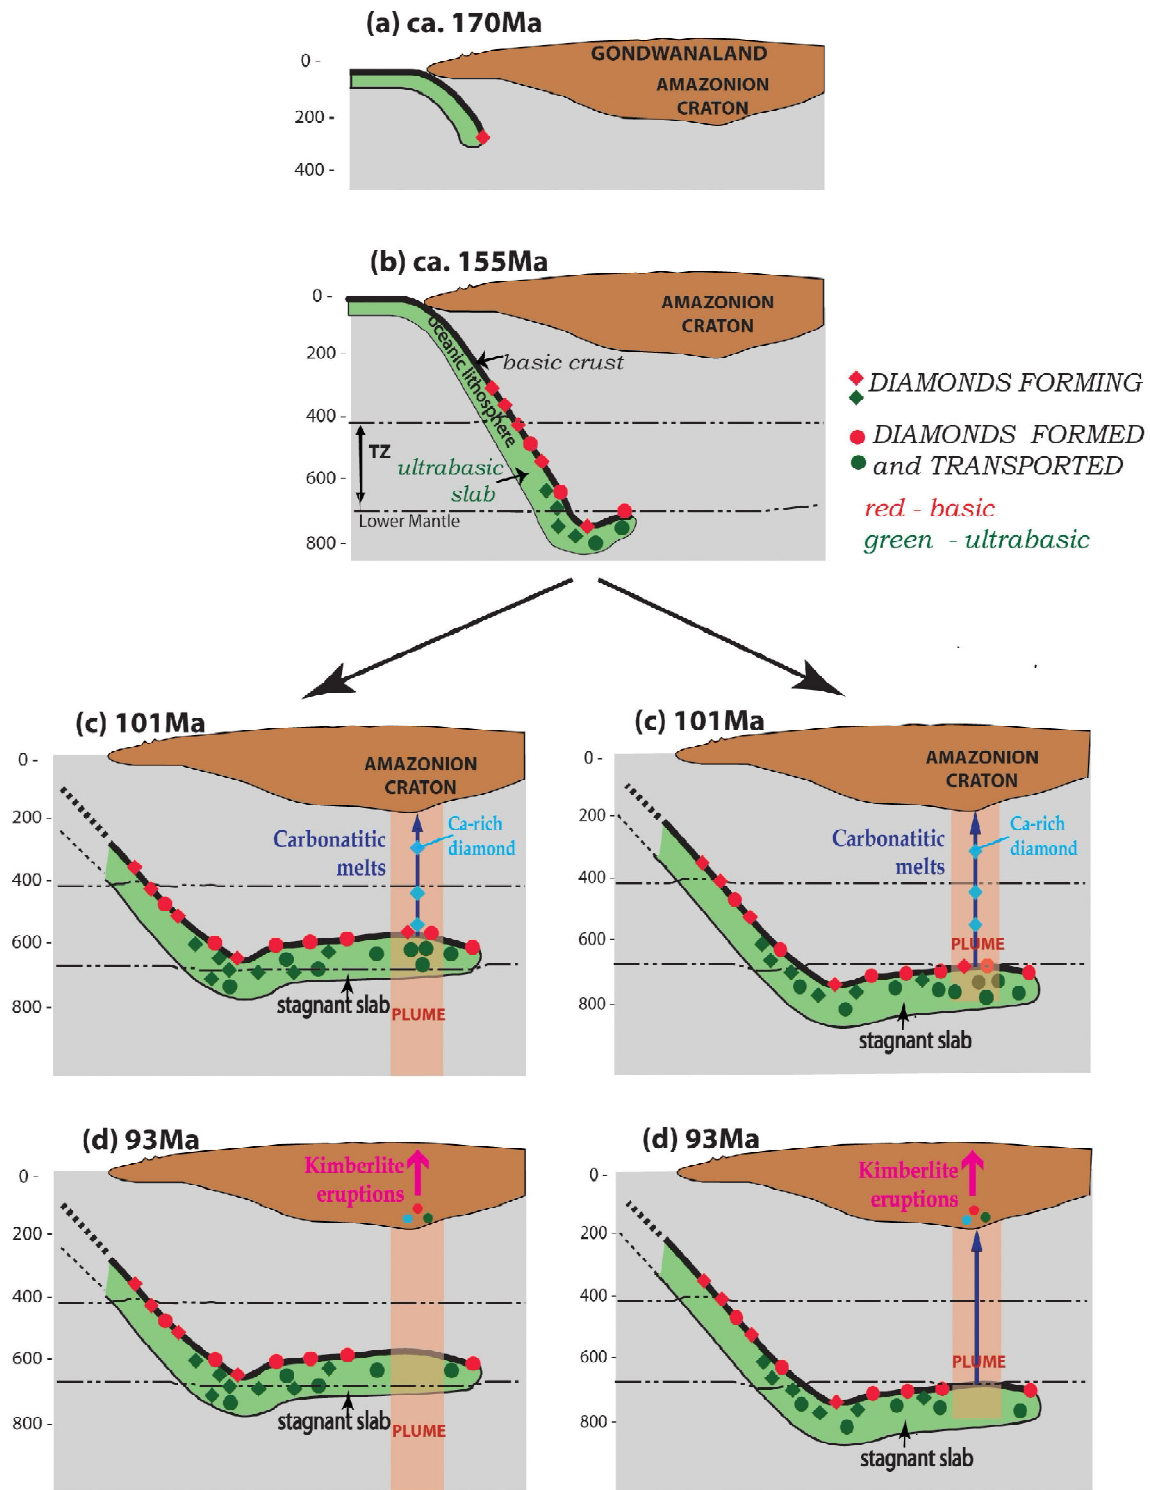 (a) ca. 170Ma
0 -
200 -
400 -
GONDWANALAND
AMAZONION
CRATON
(b) ca. 155Ma
0 -
200 -
400 -
600 -
800 -
AMAZONION
CRATON
oceanic lithosphere
basic crust
TZ
ultrabasic
slab
Lower Mantle
DIAMONDS FORMING
DIAMONDS FORMED
and TRANSPORTED
red - basic
green - ultrabasic
(c) 101Ma
0 -
200 -
400 -
600 -
800 -
AMAZONION
CRATON
Carbonatitic
melts
Ca-rich
diamond
stagnant slab
PLUME
(c) 101Ma
0 -
200 -
400 -
600 -
800 -
AMAZONION
CRATON
Carbonatitic
melts
Ca-rich
diamond
PLUME
stagnant slab
(d) 93Ma
0 -
200 -
400 -
600 -
800 -
Kimberlite
eruptions
stagnant slab
PLUME
(d) 93Ma
0 -
200 -
400 -
600 -
800 -
Kimberlite
eruptions
PLUME
stagnant slab